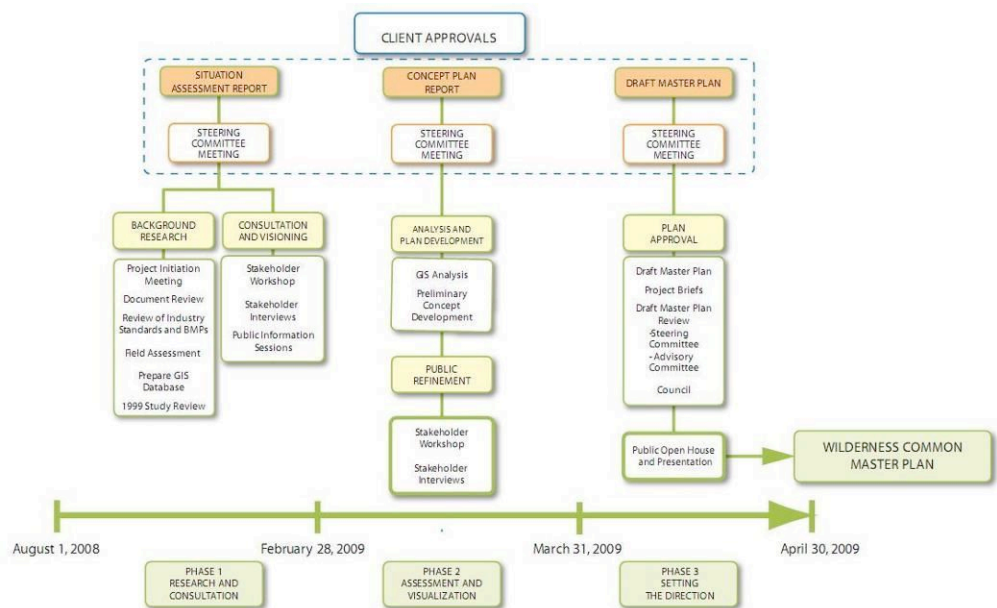 CLIENT APPROVALS
SITUATION
ASSESSMENT REPORT
STEERING
COMMITTEE
MEETING
BACKGROUND
RESEARCH
Project Initiation
Meeting
Document Review
Review of Industry
Standards and BMPs
Field Assessment
Prepare GIS
Database
1999 Study Review
CONSULTATION
AND VISIONING
Stakeholder
Workshop
Stakeholder
Interviews
Public Information
Sessions
CONCEPT PLAN
REPORT
STEERING
COMMITTEE
MEETING
ANALYSIS AND
PLAN DEVELOPMENT
GIS Analysis
Preliminary
Concept
Development
PUBLIC
REFINEMENT
Stakeholder
Workshop
Stakeholder
Interviews
DRAFT MASTER PLAN
STEERING
COMMITTEE
MEETING
PLAN
APPROVAL
Draft Master Plan
Project Briefs
Draft Master Plan
Review
-Steering
Committee
- Advisory
Committee
Council
Public Open House
and Presentation
WILDERNESS COMMON
MASTER PLAN
August 1, 2008
February 28, 2009
March 31, 2009
April 30, 2009
PHASE 1
RESEARCH AND
CONSULTATION
PHASE 2
ASSESSMENT AND
VISUALIZATION
PHASE 3
SETTING
THE DIRECTION